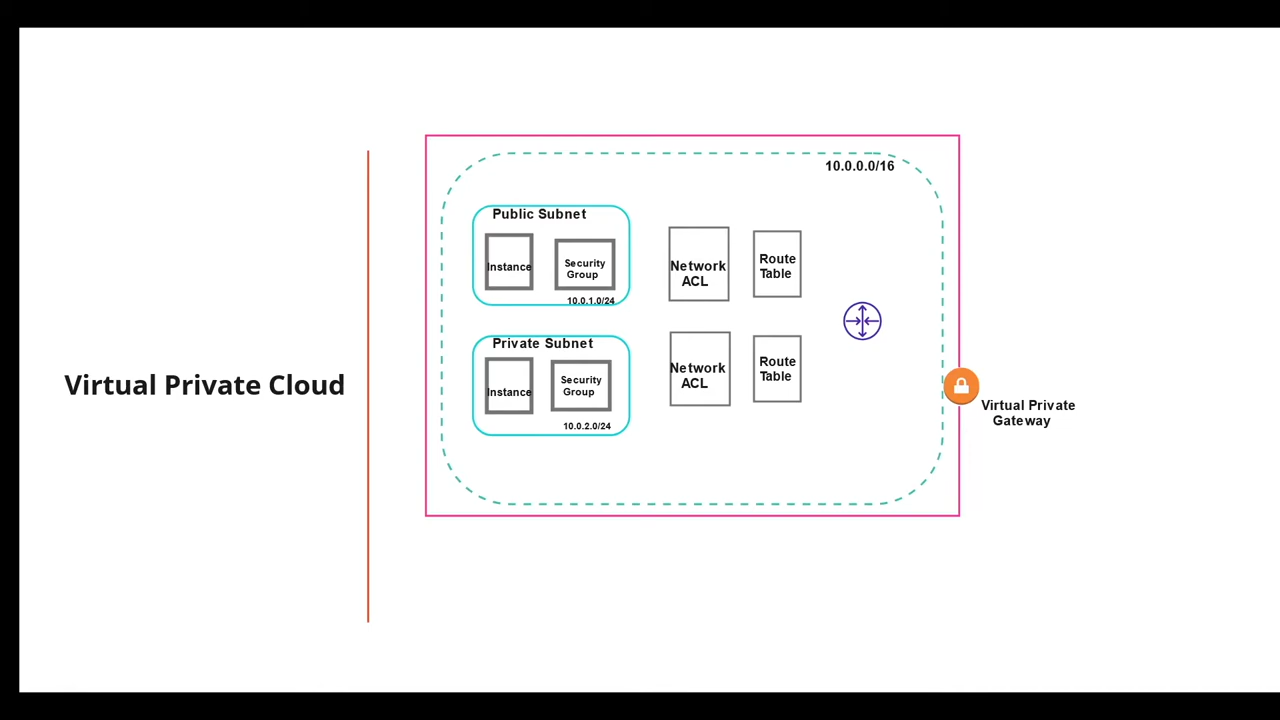 Virtual Private Cloud
10.0.0.0/16
Public Subnet
Instance
Security
Group
10.0.1.0/24
Network
ACL
Route
Table
Private Subnet
Instance
Security
Group
10.0.2.0/24
Network
ACL
Route
Table
Virtual Private
Gateway